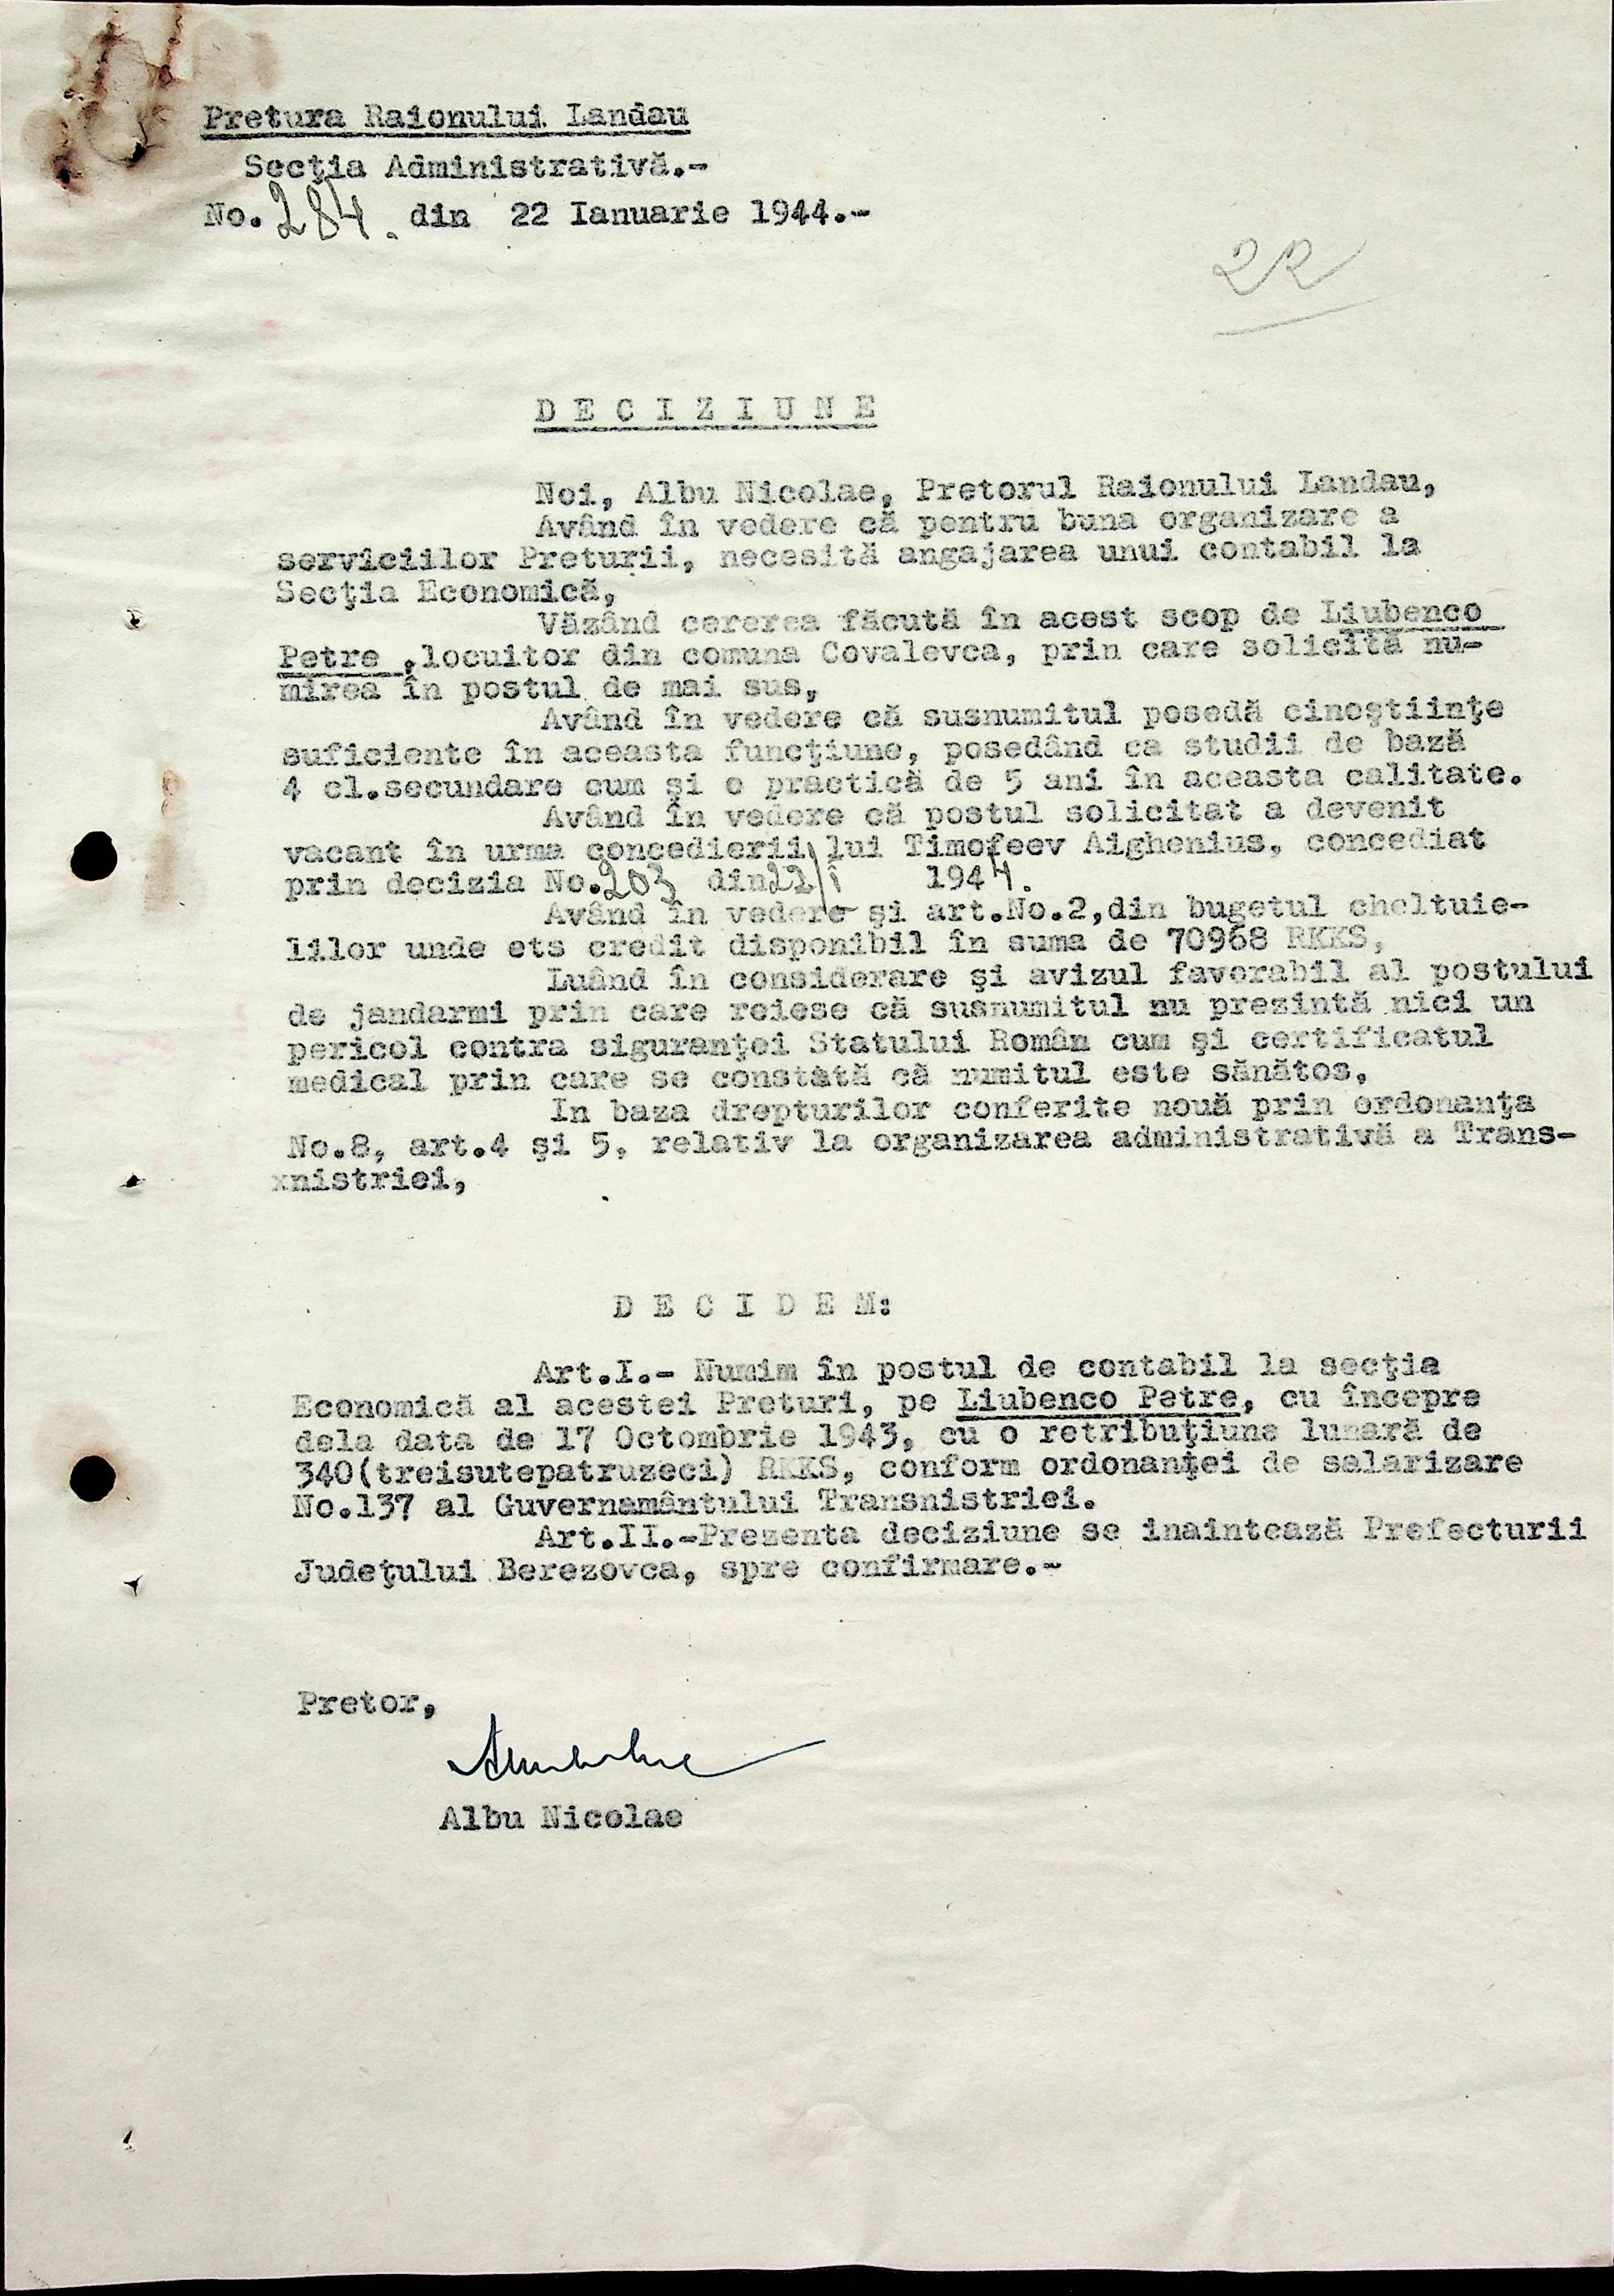 Pretura Raionului Landau
Secţia Administrativă.-
No. 284. din 22 Ianuarie 1944.-
22
D E C I Z I U N E
Noi, Albu Nicolae, Pretorul Raionului Landau,
Având în vedere că pentru buna organizare a
serviciilor Preturii, necesită angajarea unui contabil la
Secţia Economică,
Văzând cererea făcută în acest scop de Liubenco
Petre ,locuitor din comuna Covalevca, prin care solicită nu-
mirea în postul de mai sus,
Având în vedere că susnumitul posedă cinoştiinţe
suficiente în aceasta funcţiune, posedând ca studii de bază
4 cl.secundare cum şi o practică de 5 ani în aceasta calitate.
Având în vedere că postul solicitat a devenit
vacant în urma concedierii lui Timofeev Aighenius, concediat
prin decizia No.203 din 22/I 1944.
Având în vedere şi art.No.2,din bugetul cheltuie-
lilor unde ets credit disponibil în suma de 70968 RKKS,
Luând în considerare şi avizul favorabil al postului
de jandarmi prin care reiese că susnumitul nu prezintă nici un
pericol contra siguranţei Statului Român cum şi certificatul
medical prin care se constată că numitul este sănătos,
In baza drepturilor conferite nouă prin ordonanţa
No.8, art.4 şi 5, relativ la organizarea administrativă a Trans-
xnistriei,
D E C I D E M:
Art.I.- Numim în postul de contabil la secţia
Economică al acestei Preturi, pe Liubenco Petre, cu începre
dela data de 17 Octombrie 1943, cu o retribuţiune lunară de
340(treisutepatruzeci) RKKS, conform ordonanţei de salarizare
No.137 al Guvernamântului Transnistriei.
Art.II.-Prezenta deciziune se inaintează Prefecturii
Judeţului Berezovca, spre confirmare.-
Pretor,
Albu Nicolae